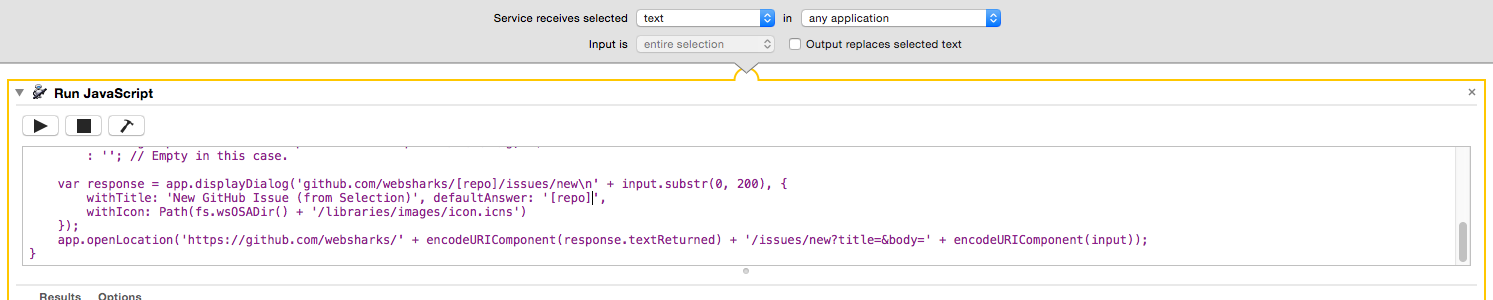 Service receives selected text in any application
Input is entire selection Output replaces selected text
Run JavaScript
: ''; // Empty in this case.
var response = app.displayDialog('github.com/websharks/[repo]/issues/new\n' + input.substr(0, 200), {
withTitle: 'New GitHub Issue (from Selection)', defaultAnswer: '[repo]',
withIcon: Path(fs.wsOSADir() + '/libraries/images/icon.icns')
});
app.openLocation('https://github.com/websharks/' + encodeURIComponent(response.textReturned) + '/issues/new?title=&body=' + encodeURIComponent(input));
}
Results Options